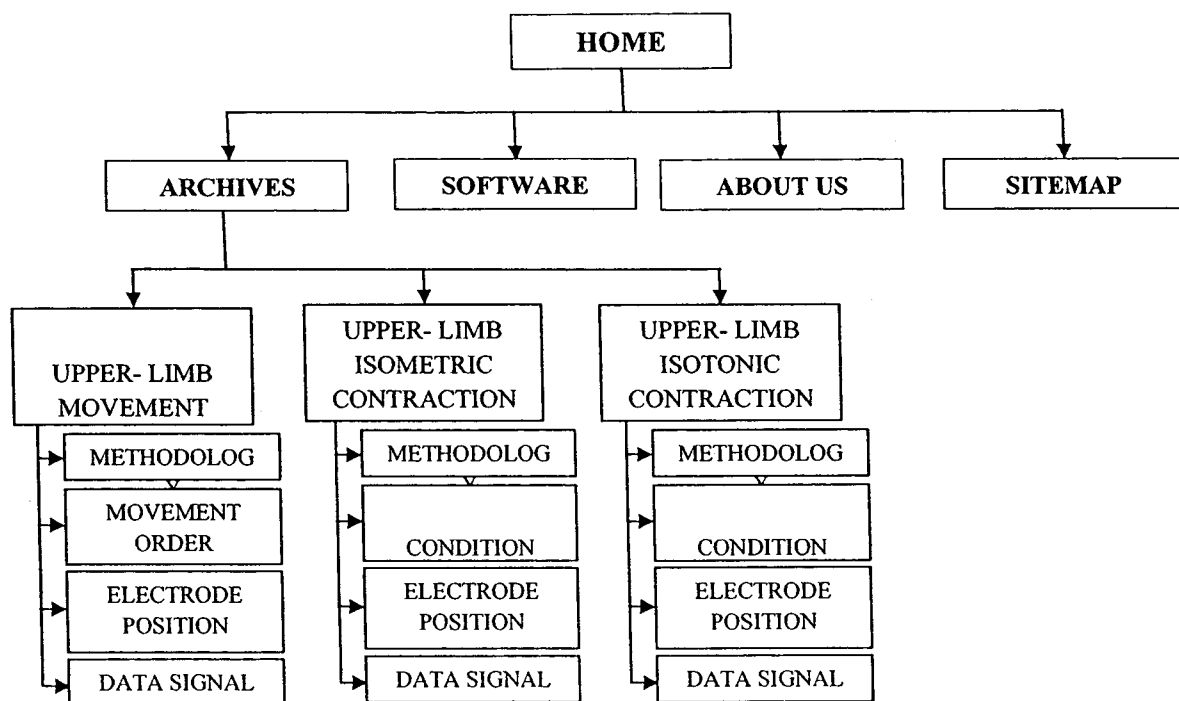 HOME
ARCHIVES
SOFTWARE
ABOUT US
SITEMAP
UPPER- LIMB
MOVEMENT
UPPER- LIMB
ISOMETRIC
CONTRACTION
UPPER- LIMB
ISOTONIC
CONTRACTION
METHODOLOG
MOVEMENT
ORDER
ELECTRODE
POSITION
DATA SIGNAL
METHODOLOG
CONDITION
ELECTRODE
POSITION
DATA SIGNAL
METHODOLOG
CONDITION
ELECTRODE
POSITION
DATA SIGNAL